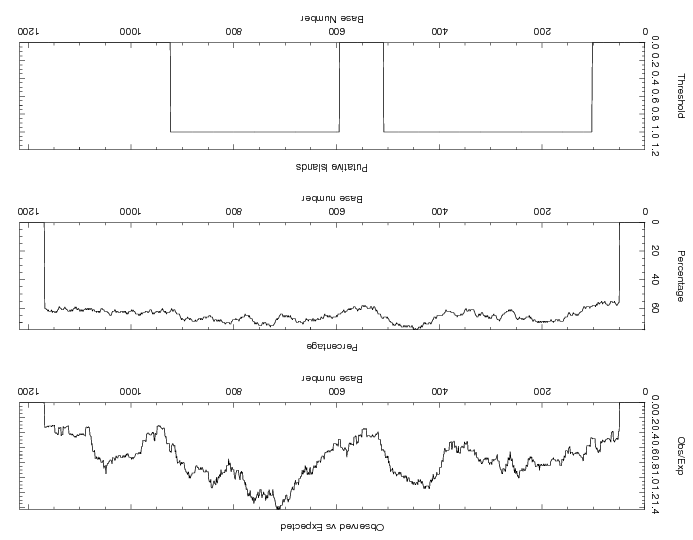 Observed vs Expected
Obs/Exp
0.0 0.2 0.4 0.6 0.8 1.0 1.2 1.4
0 200 400 600 800 1000 1200
Base number
Percentage
Percentage
0 20 40 60
0 200 400 600 800 1000 1200
Base number
Putative Islands
Threshold
0.0 0.2 0.4 0.6 0.8 1.0 1.2
0 200 400 600 800 1000 1200
Base Number